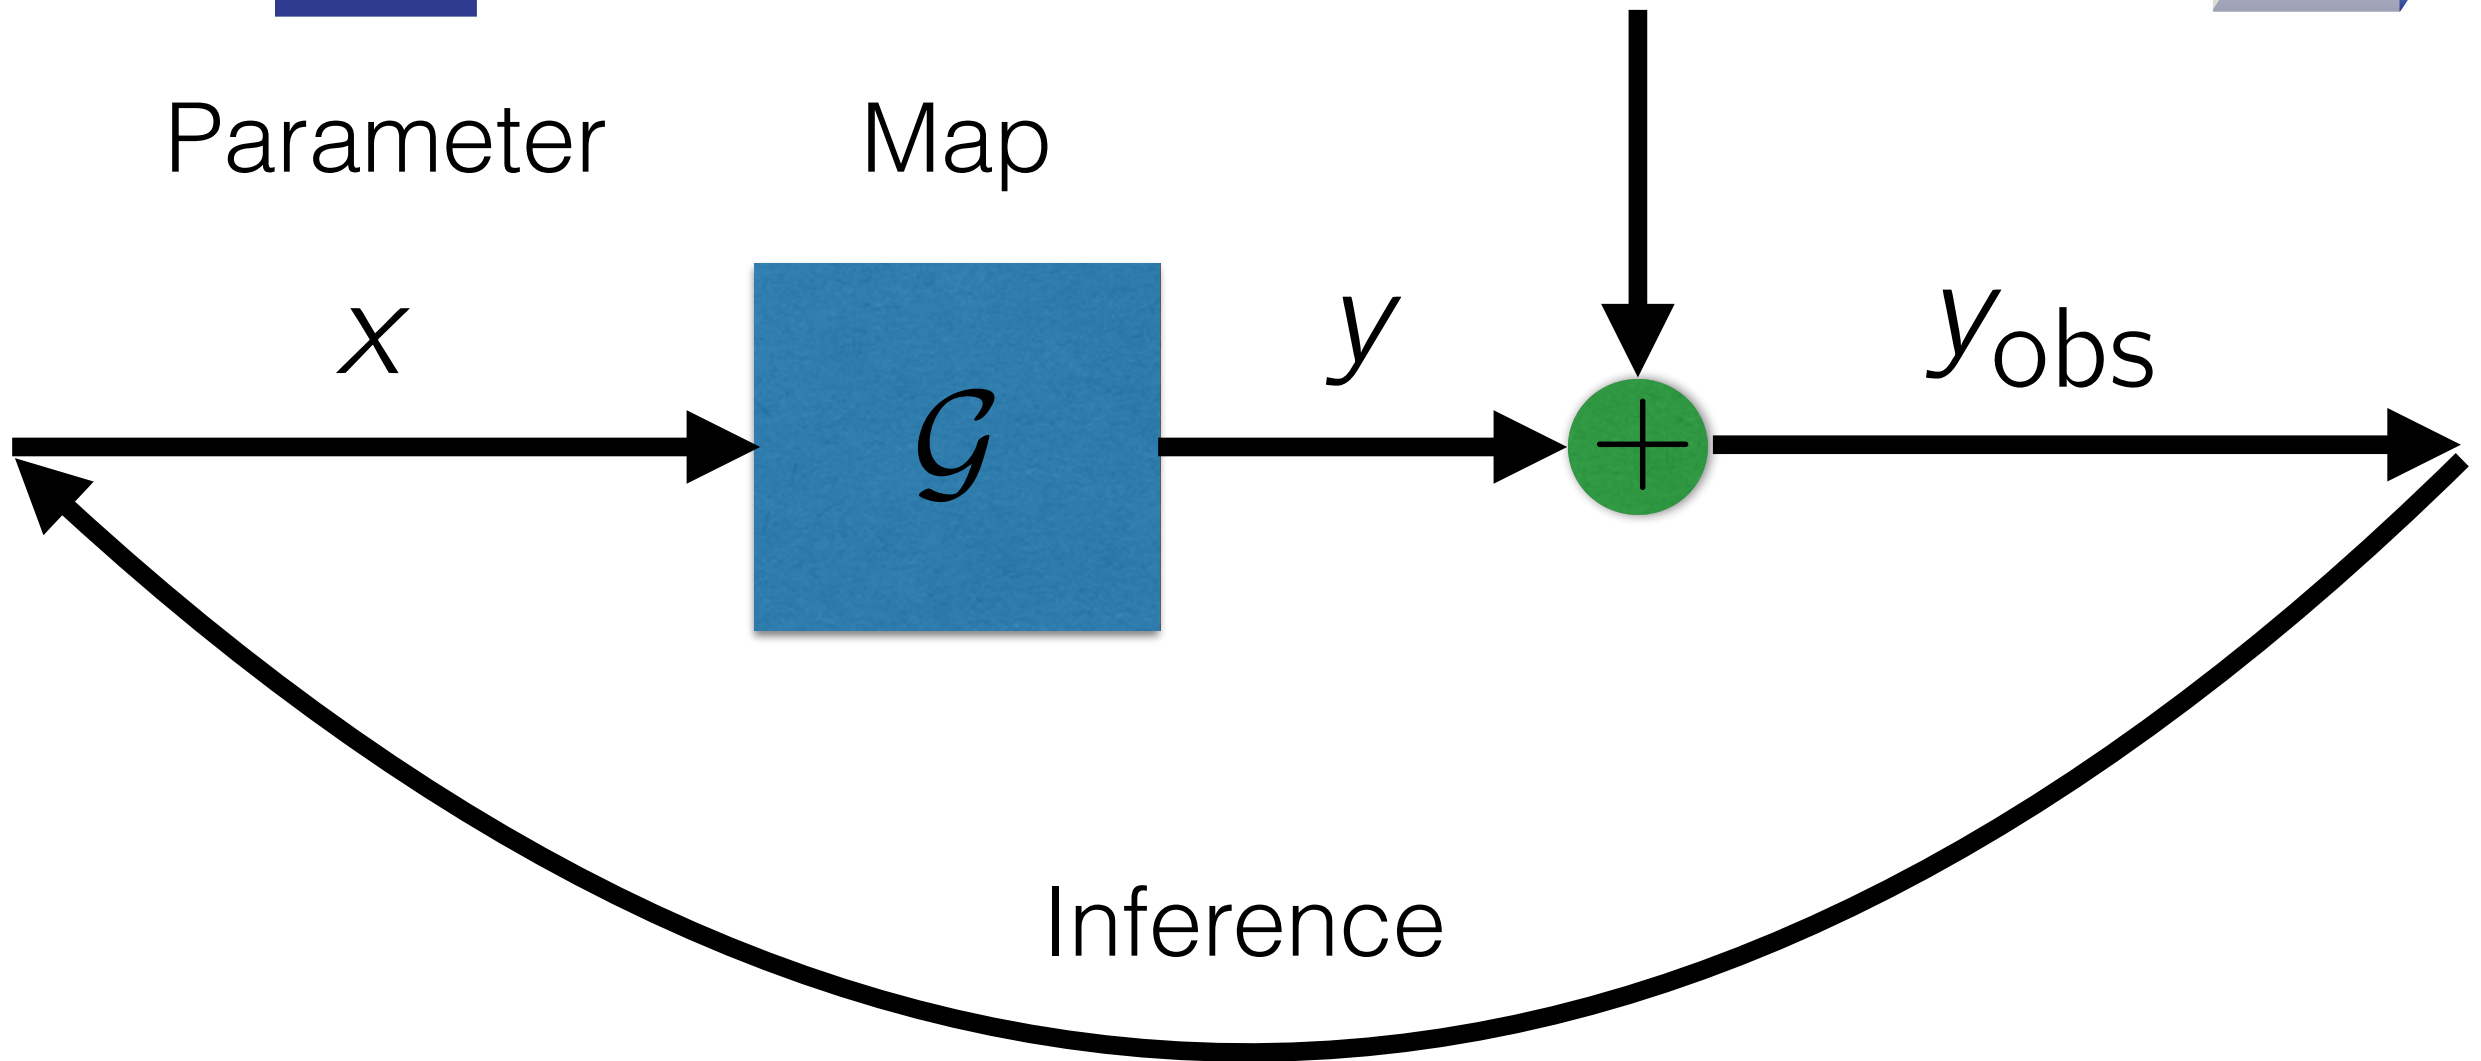 Parameter Map
x y y_obs
𝒢 +
Inference